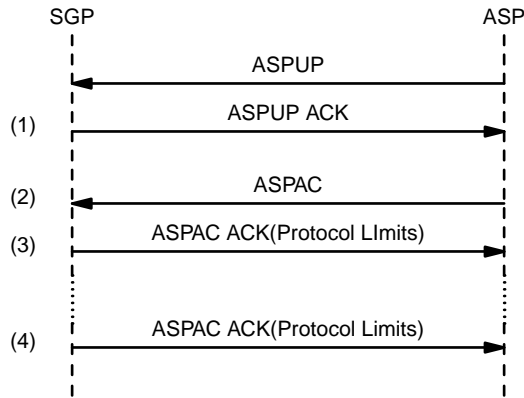 SGP ASP
ASPUP
(1) ASPUP ACK
(2) ASPAC
(3) ASPAC ACK(Protocol LImits)
(4) ASPAC ACK(Protocol Limits)